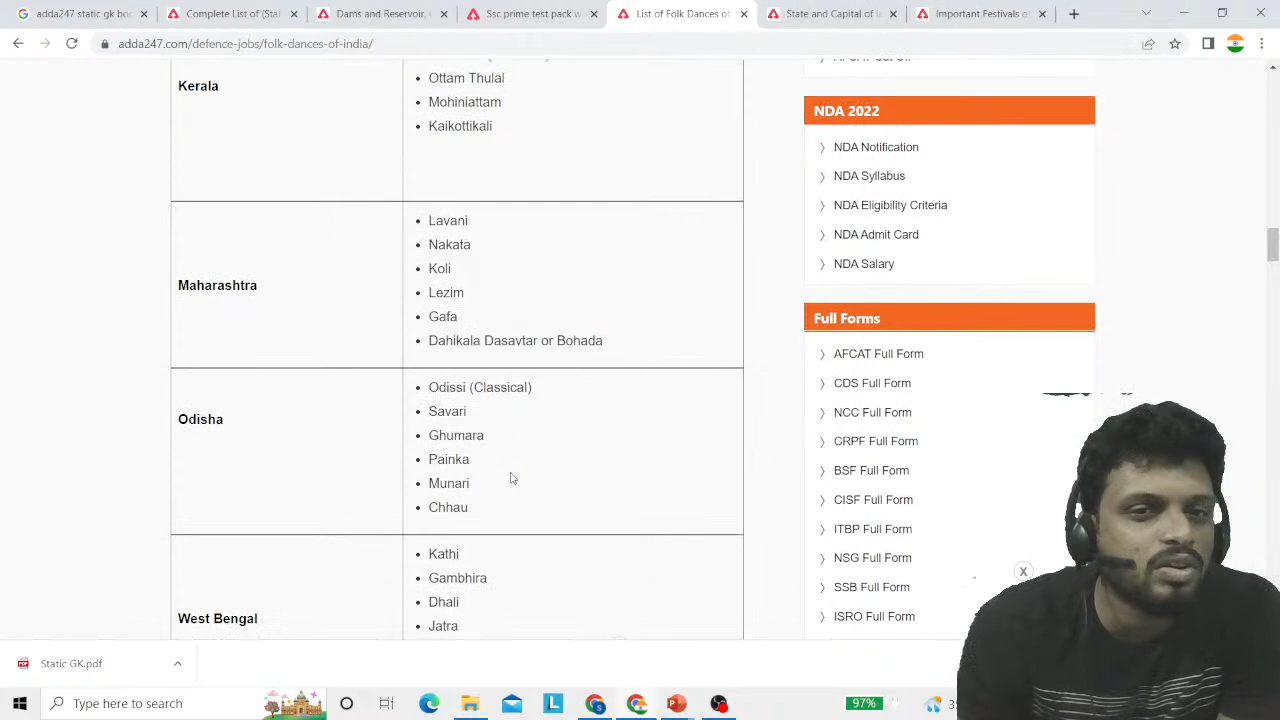 adda247 static gk bo
Complete List of (Stat
Dams and Reservoir, D
Ssc prime test pack w
List of Folk Dances of
State and Capital of In
Important Festivals o
adda247.com/defence-jobs/folk-dances-of-india/
Kerala
Ottam Thulal
Mohiniattam
Kaikottikali
Maharashtra
Lavani
Nakata
Koli
Lezim
Gafa
Dahikala Dasavtar or Bohada
Odisha
Odissi (Classical)
Savari
Ghumara
Painka
Munari
Chhau
West Bengal
Kathi
Gambhira
Dhali
Jatra
NDA 2022
NDA Notification
NDA Syllabus
NDA Eligibility Criteria
NDA Admit Card
NDA Salary
Full Forms
AFCAT Full Form
CDS Full Form
NCC Full Form
CRPF Full Form
BSF Full Form
CISF Full Form
ITBP Full Form
NSG Full Form
SSB Full Form
ISRO Full Form
X
Static GK.pdf
Type here to search
97%